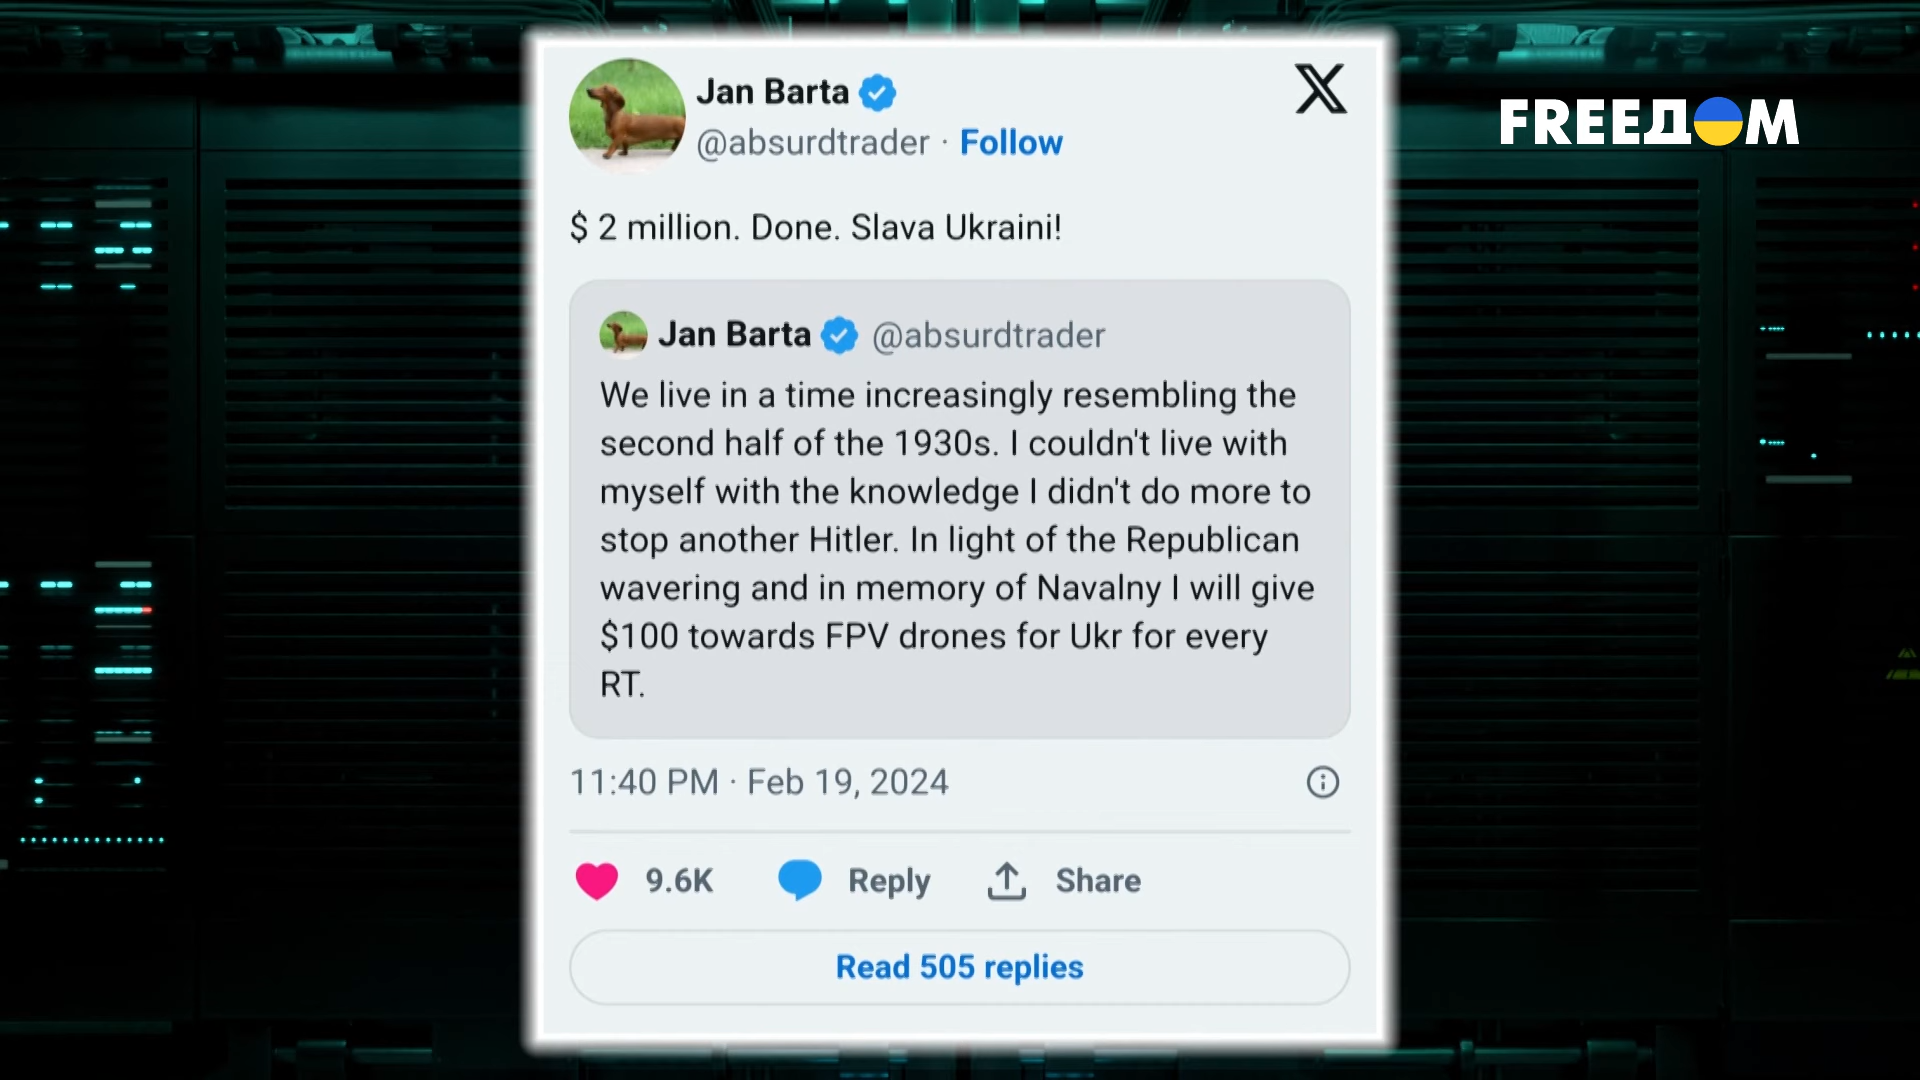 Jan Barta
@absurdtrader · Follow
FREEДOM
$ 2 million. Done. Slava Ukraini!
Jan Barta @absurdtrader
We live in a time increasingly resembling the
second half of the 1930s. I couldn't live with
myself with the knowledge I didn't do more to
stop another Hitler. In light of the Republican
wavering and in memory of Navalny I will give
$100 towards FPV drones for Ukr for every
RT.
11:40 PM · Feb 19, 2024
9.6K Reply Share
Read 505 replies